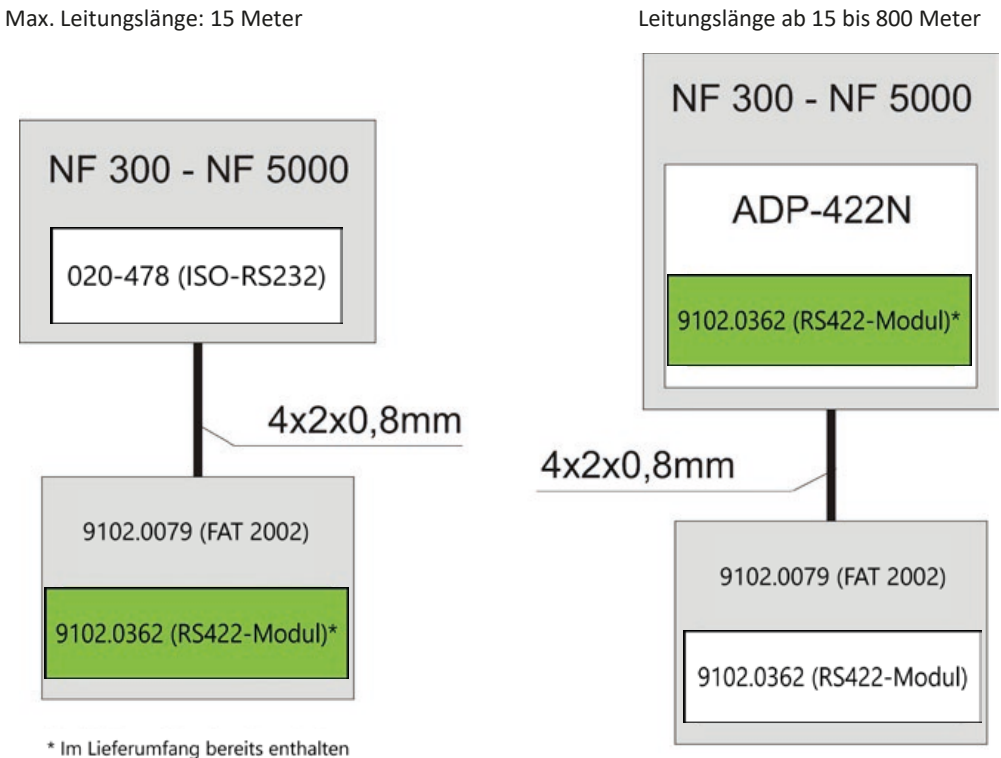 Max. Leitungslänge: 15 Meter
NF 300 - NF 5000
020-478 (ISO-RS232)
4x2x0,8mm
9102.0079 (FAT 2002)
9102.0362 (RS422-Modul)*
* Im Lieferumfang bereits enthalten
Leitungslänge ab 15 bis 800 Meter
NF 300 - NF 5000
ADP-422N
9102.0362 (RS422-Modul)*
4x2x0,8mm
9102.0079 (FAT 2002)
9102.0362 (RS422-Modul)